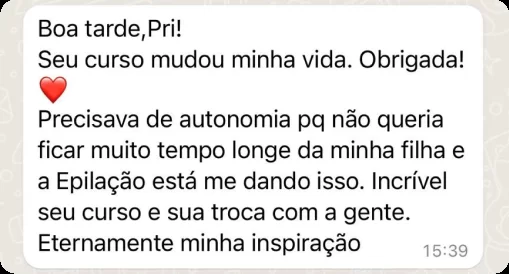 Boa tarde,Pri!
Seu curso mudou minha vida. Obrigada!
❤️
Precisava de autonomia pq não queria
ficar muito tempo longe da minha filha e
a Epilação está me dando isso. Incrível
seu curso e sua troca com a gente.
Eternamente minha inspiração
15:39